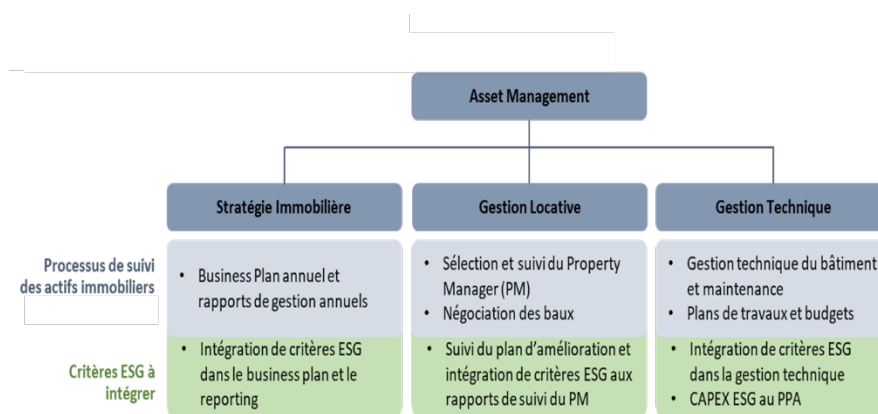 Asset Management
Stratégie Immobilière
Gestion Locative
Gestion Technique
Processus de suivi
des actifs immobiliers
• Business Plan annuel et
rapports de gestion annuels
• Sélection et suivi du Property
Manager (PM)
• Négociation des baux
• Gestion technique du bâtiment
et maintenance
• Plans de travaux et budgets
Critères ESG à
intégrer
• Intégration de critères ESG
dans le business plan et le
reporting
• Suivi du plan d’amélioration et
intégration de critères ESG aux
rapports de suivi du PM
• Intégration de critères ESG
dans la gestion technique
• CAPEX ESG au PPA